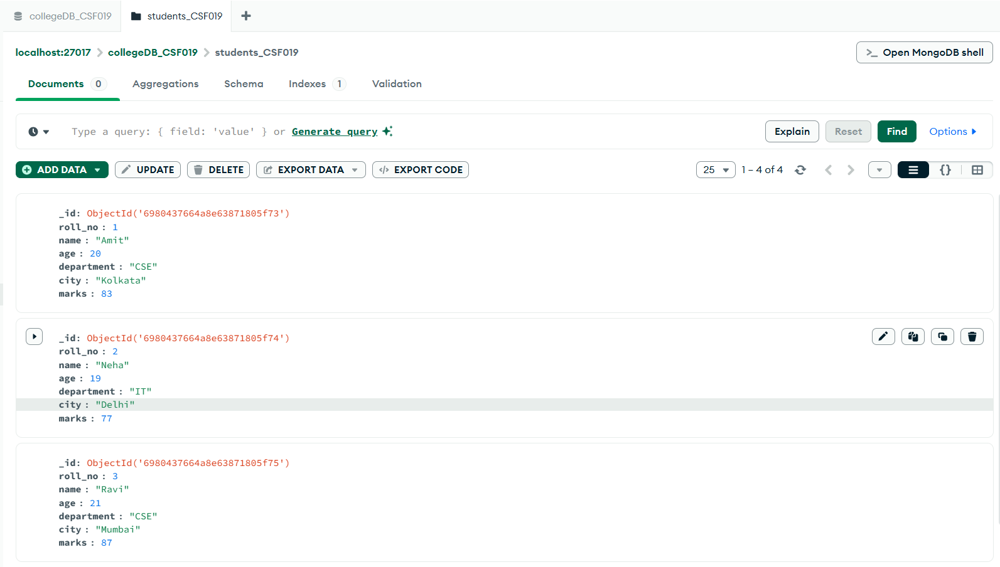 collegeDB_CSF019 students_CSF019
localhost:27017 collegeDB_CSF019 students_CSF019 >_ Open MongoDB shell
Documents 0 Aggregations Schema Indexes 1 Validation
Type a query: { field: 'value' } or Generate query Explain Reset Find Options
ADD DATA UPDATE DELETE EXPORT DATA </> EXPORT CODE 25 1 – 4 of 4 {}
_id: ObjectId('6980437664a8e63871805f73')
roll_no : 1
name : "Amit"
age : 20
department : "CSE"
city : "Kolkata"
marks : 83
_id: ObjectId('6980437664a8e63871805f74')
roll_no : 2
name : "Neha"
age : 19
department : "IT"
city : "Delhi"
marks : 77
_id: ObjectId('6980437664a8e63871805f75')
roll_no : 3
name : "Ravi"
age : 21
department : "CSE"
city : "Mumbai"
marks : 87